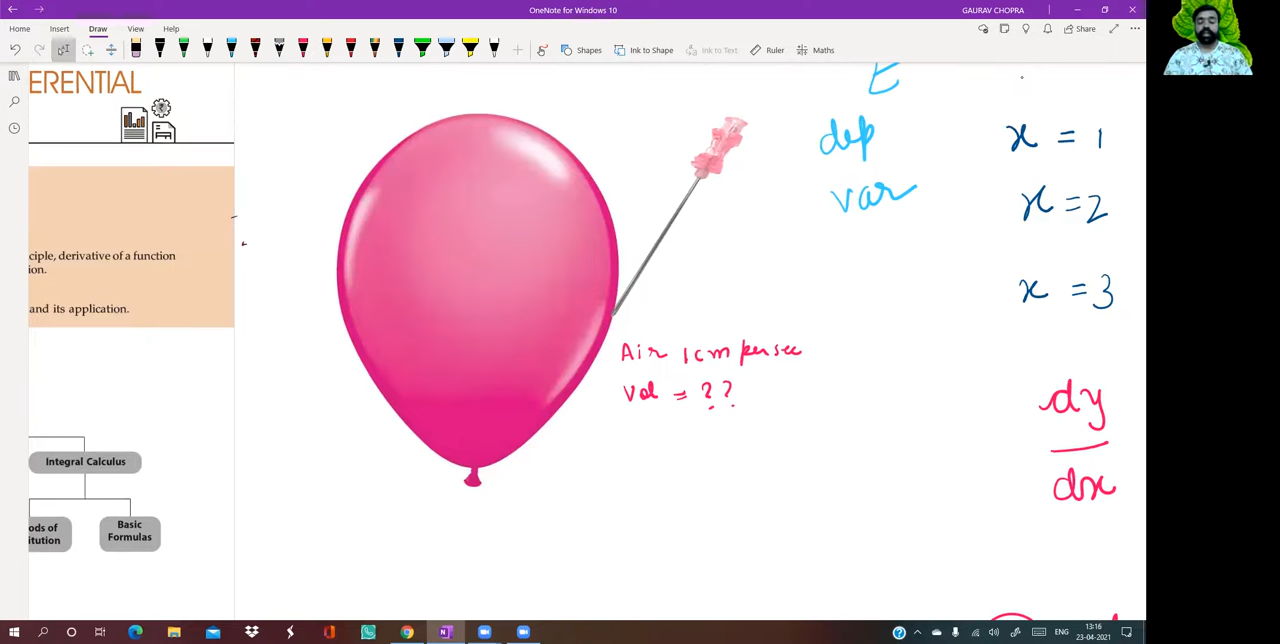 OneNote for Windows 10
GAURAV CHOPRA
Home Insert Draw View Help
Share
Shapes Ink to Shape Ink to Text Ruler Maths
ERENTIAL
ciple, derivative of a function
ion.
and its application.
Integral Calculus
ods of
itution
Basic
Formulas
Air 1cm per sec
Vol = ??
dep
var
x = 1
x = 2
x = 3
dy
dx
ENG
13:16
23-04-2021